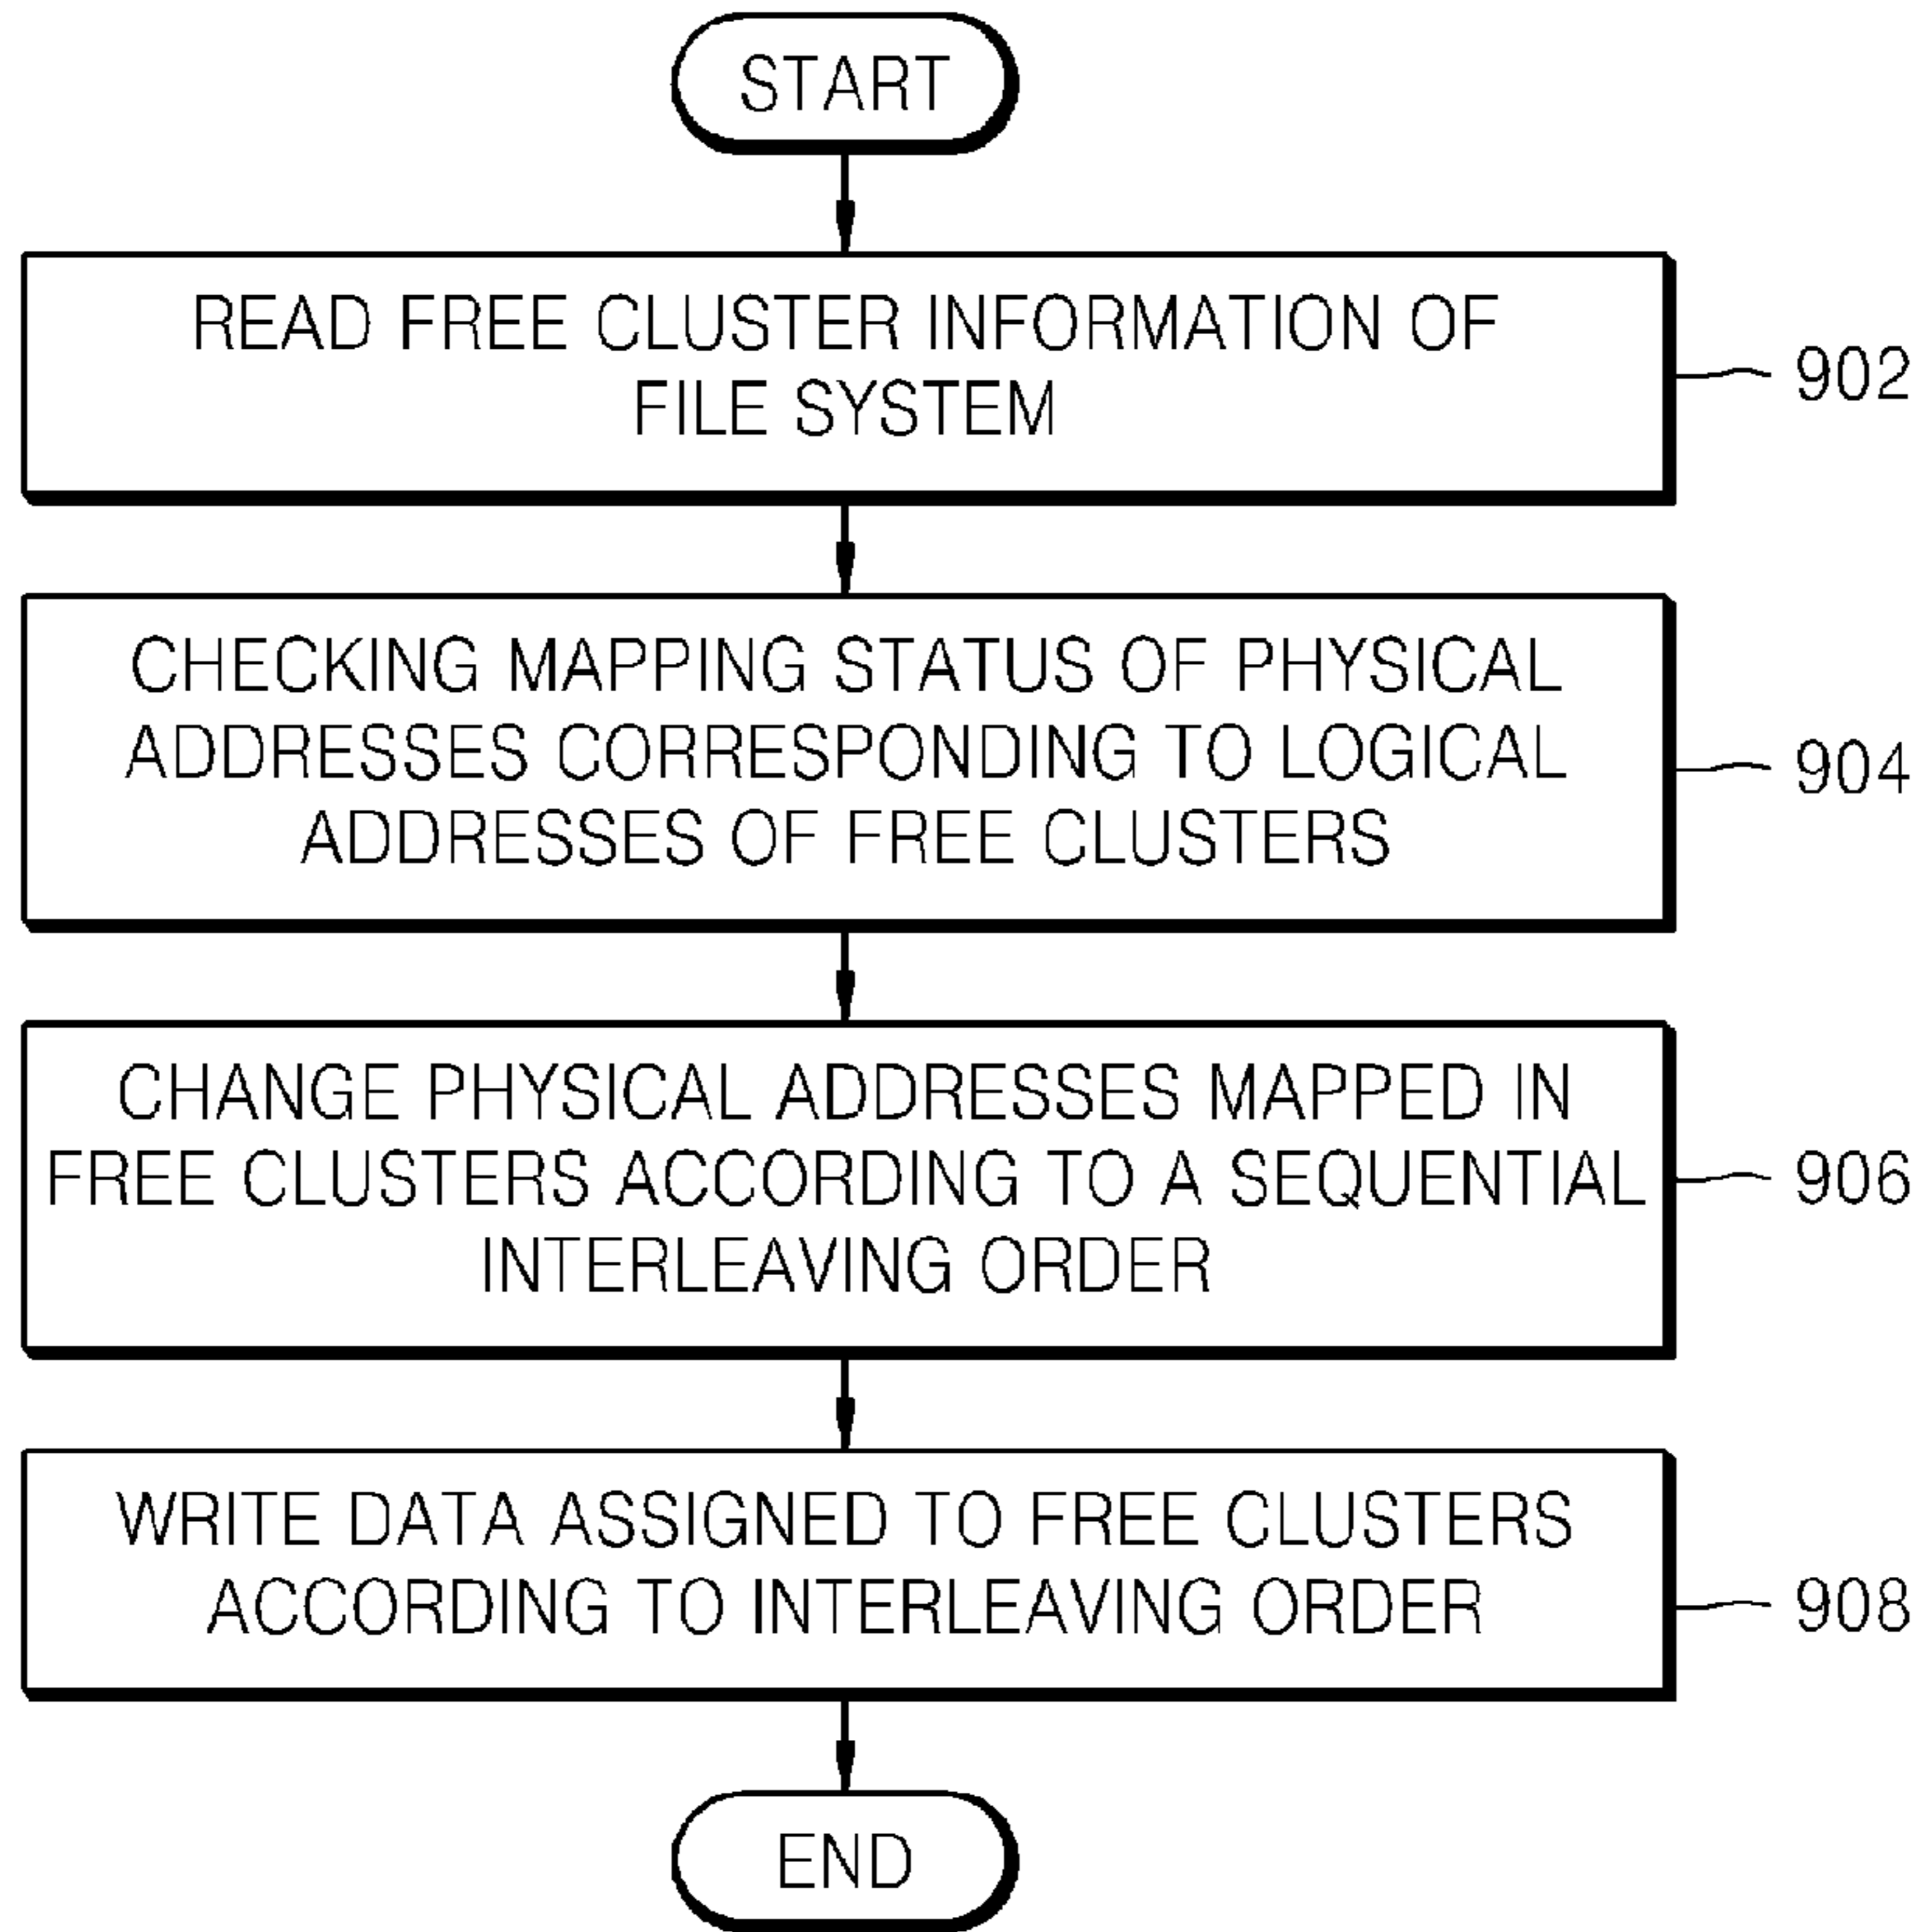 START
READ FREE CLUSTER INFORMATION OF
FILE SYSTEM
902
CHECKING MAPPING STATUS OF PHYSICAL
ADDRESSES CORRESPONDING TO LOGICAL
ADDRESSES OF FREE CLUSTERS
904
CHANGE PHYSICAL ADDRESSES MAPPED IN
FREE CLUSTERS ACCORDING TO A SEQUENTIAL
INTERLEAVING ORDER
906
WRITE DATA ASSIGNED TO FREE CLUSTERS
ACCORDING TO INTERLEAVING ORDER
908
END